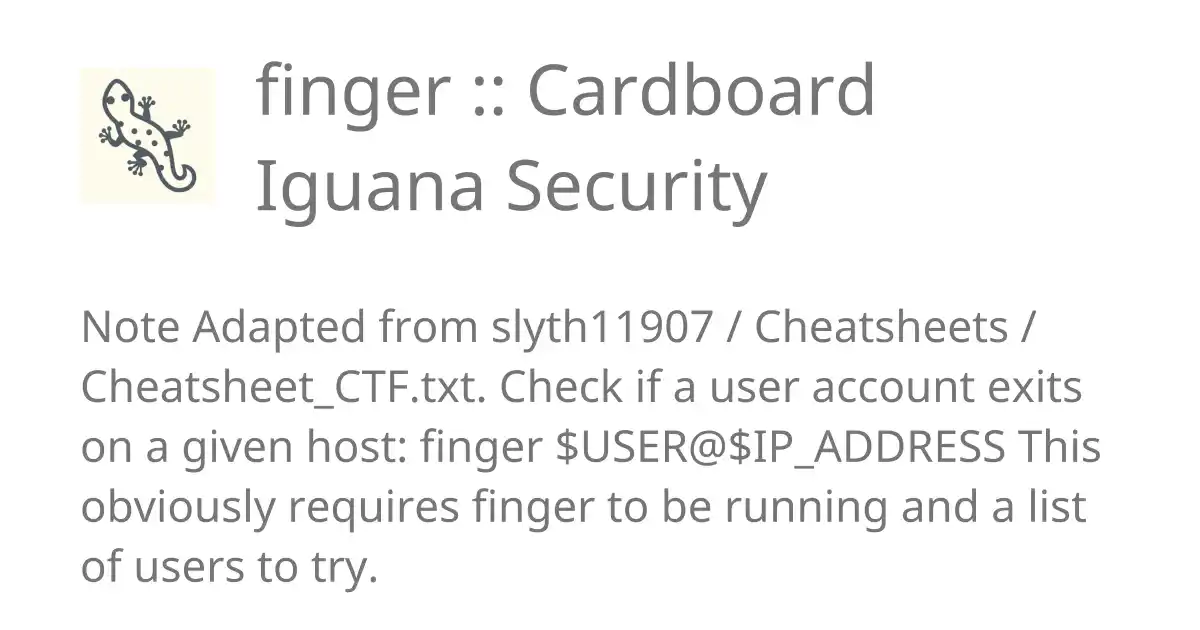 finger :: Cardboard
Iguana Security
Note Adapted from slyth11907 / Cheatsheets /
Cheatsheet_CTF.txt. Check if a user account exits
on a given host: finger $USER@$IP_ADDRESS This
obviously requires finger to be running and a list
of users to try.